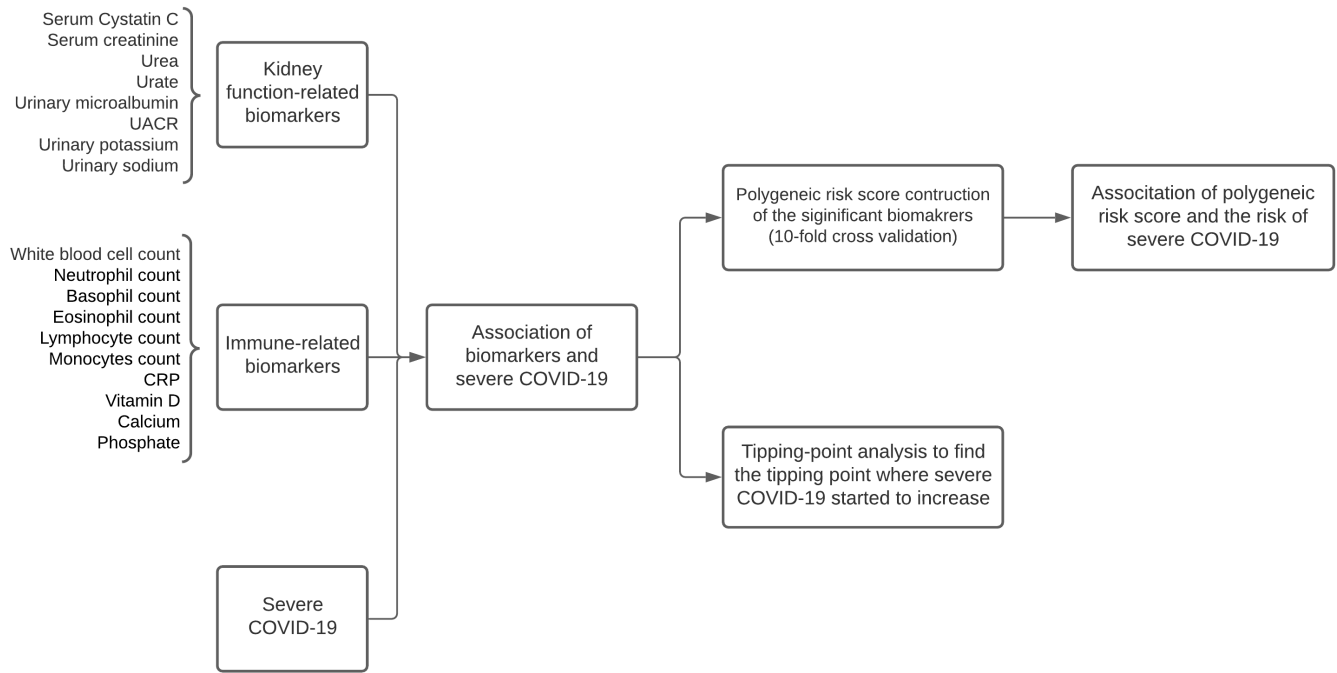 Serum Cystatin C
Serum creatinine
Urea
Urate
Urinary microalbumin
UACR
Urinary potassium
Urinary sodium
Kidney
function-related
biomarkers
White blood cell count
Neutrophil count
Basophil count
Eosinophil count
Lymphocyte count
Monocytes count
CRP
Vitamin D
Calcium
Phosphate
Immune-related
biomarkers
Severe
COVID-19
Association of
biomarkers and
severe COVID-19
Polygeneic risk score contruction
of the siginificant biomakrers
(10-fold cross validation)
Associtation of polygeneic
risk score and the risk of
severe COVID-19
Tipping-point analysis to find
the tipping point where severe
COVID-19 started to increase